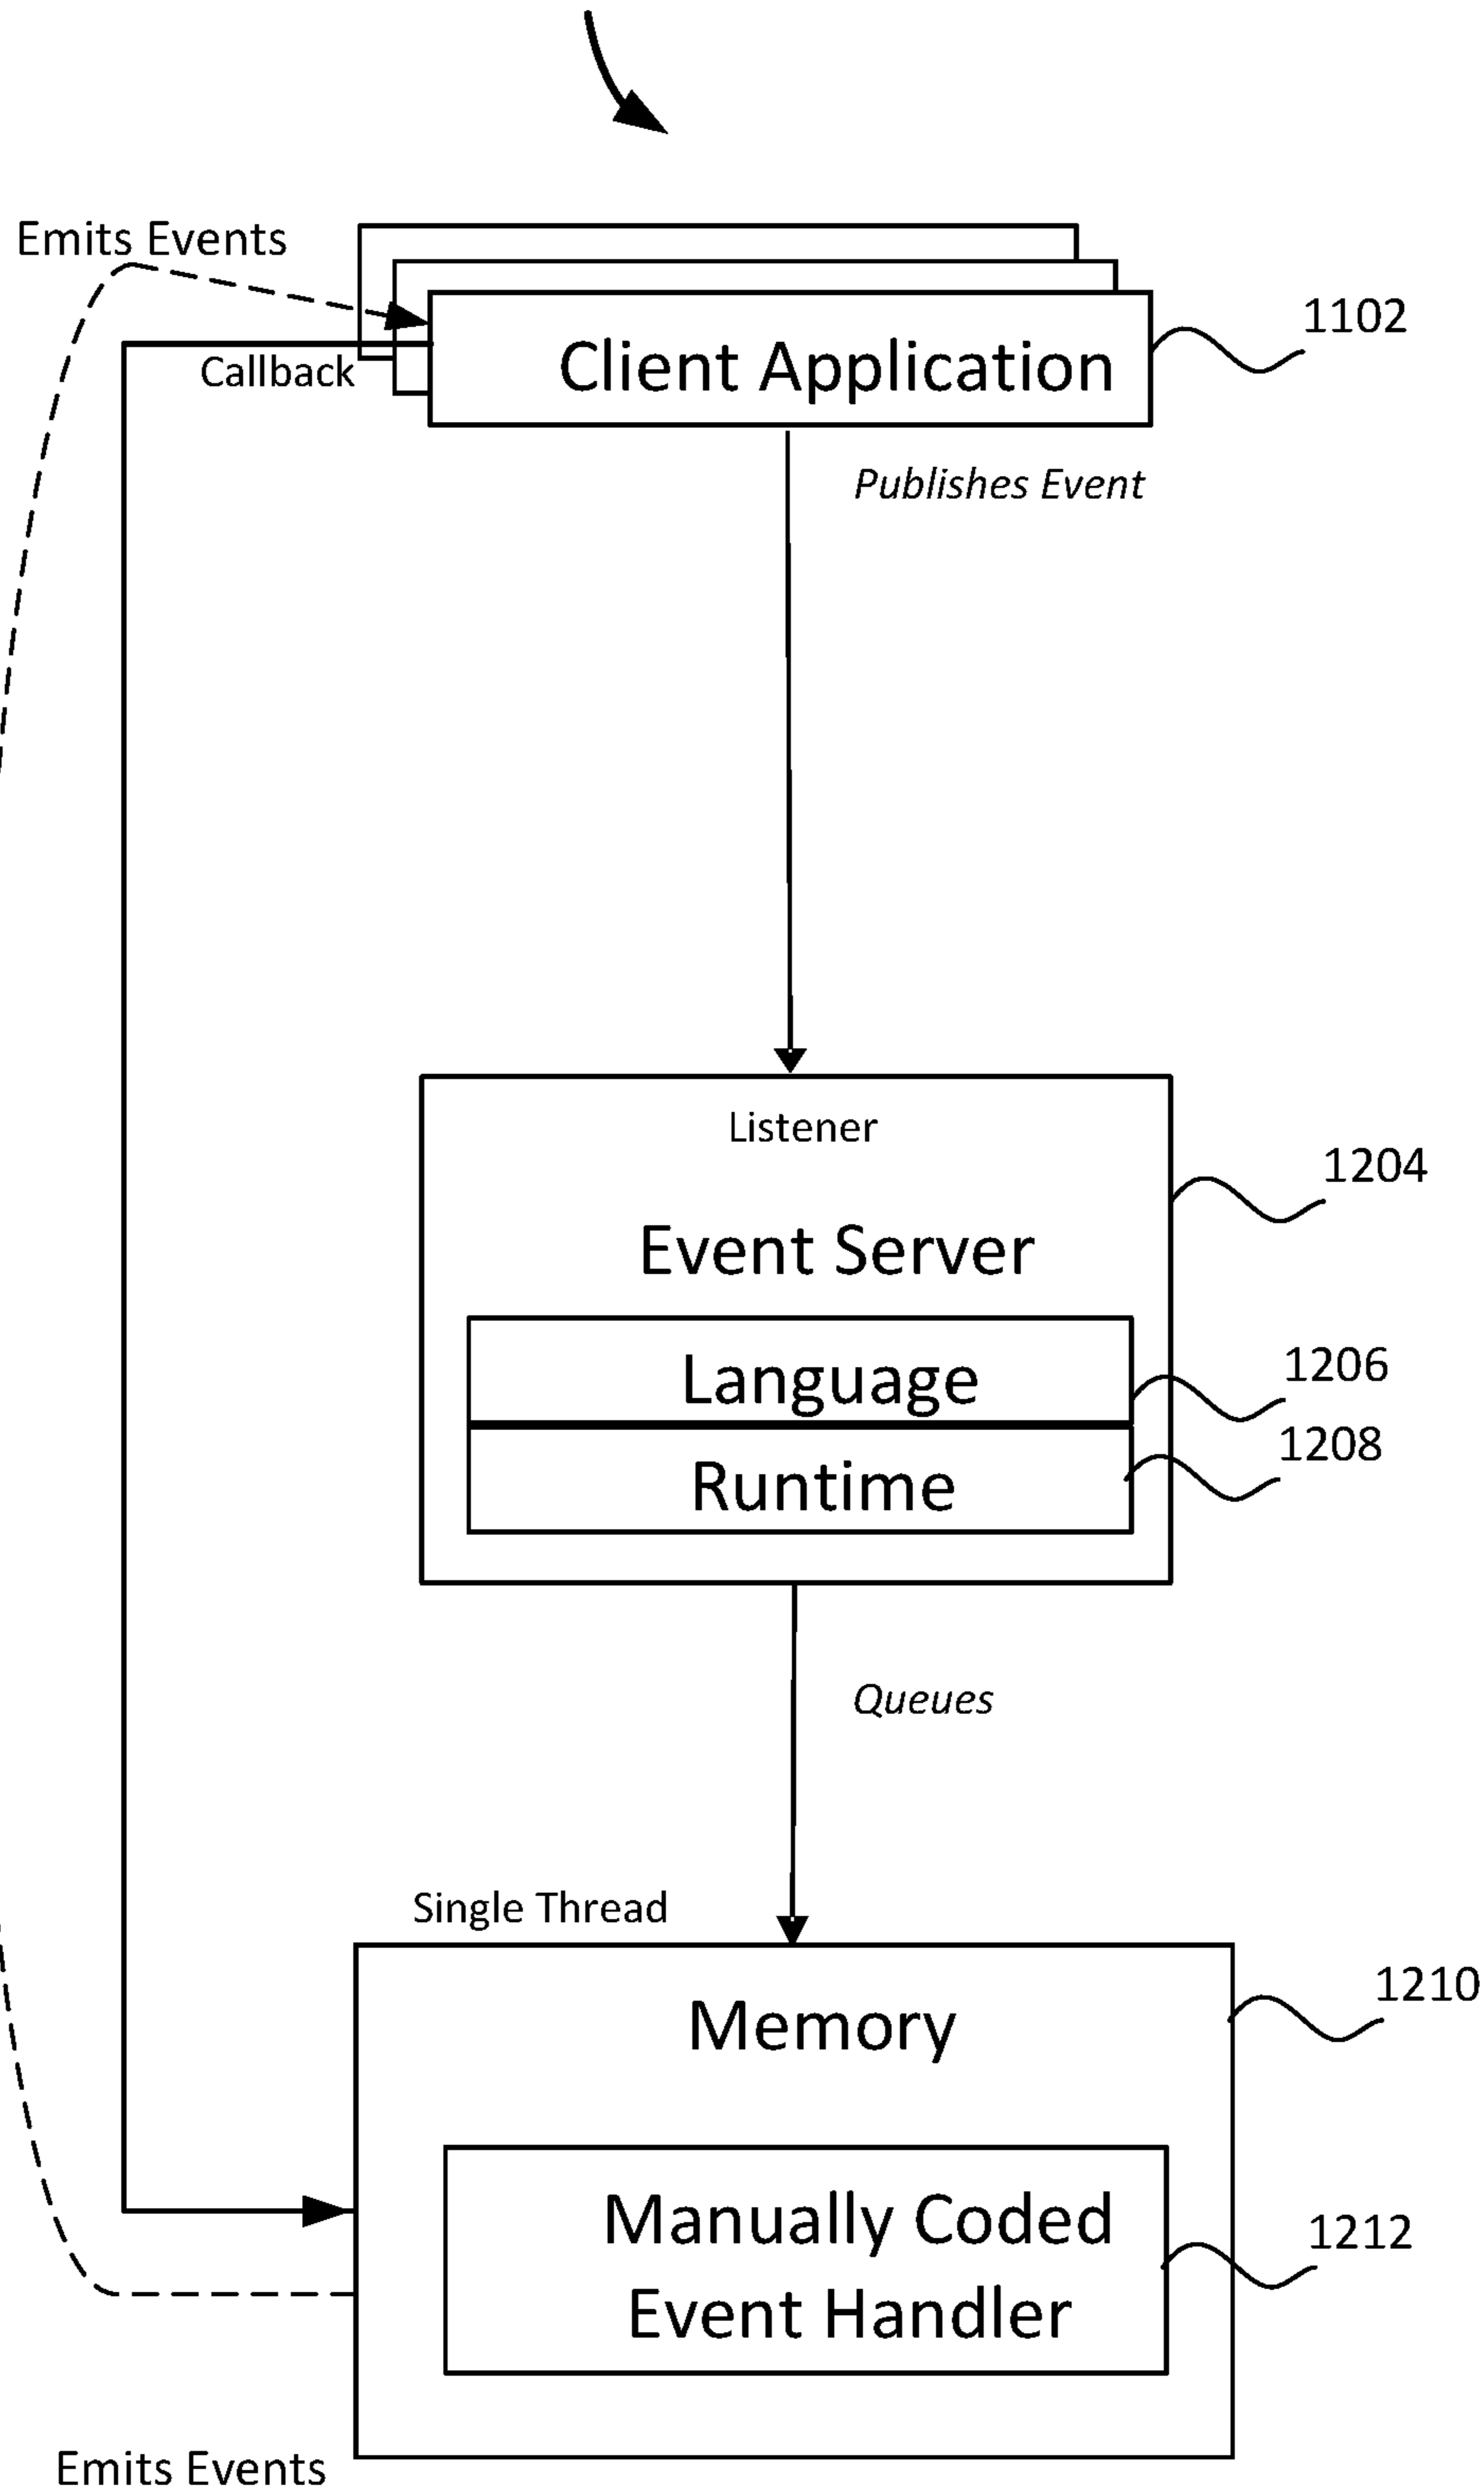 Emits Events
1102
Client Application
Callback
Publishes Event
Listener
1204
Event Server
Language
1206
Runtime
1208
Queues
Single Thread
1210
Memory
Manually Coded
Event Handler
1212
Emits Events